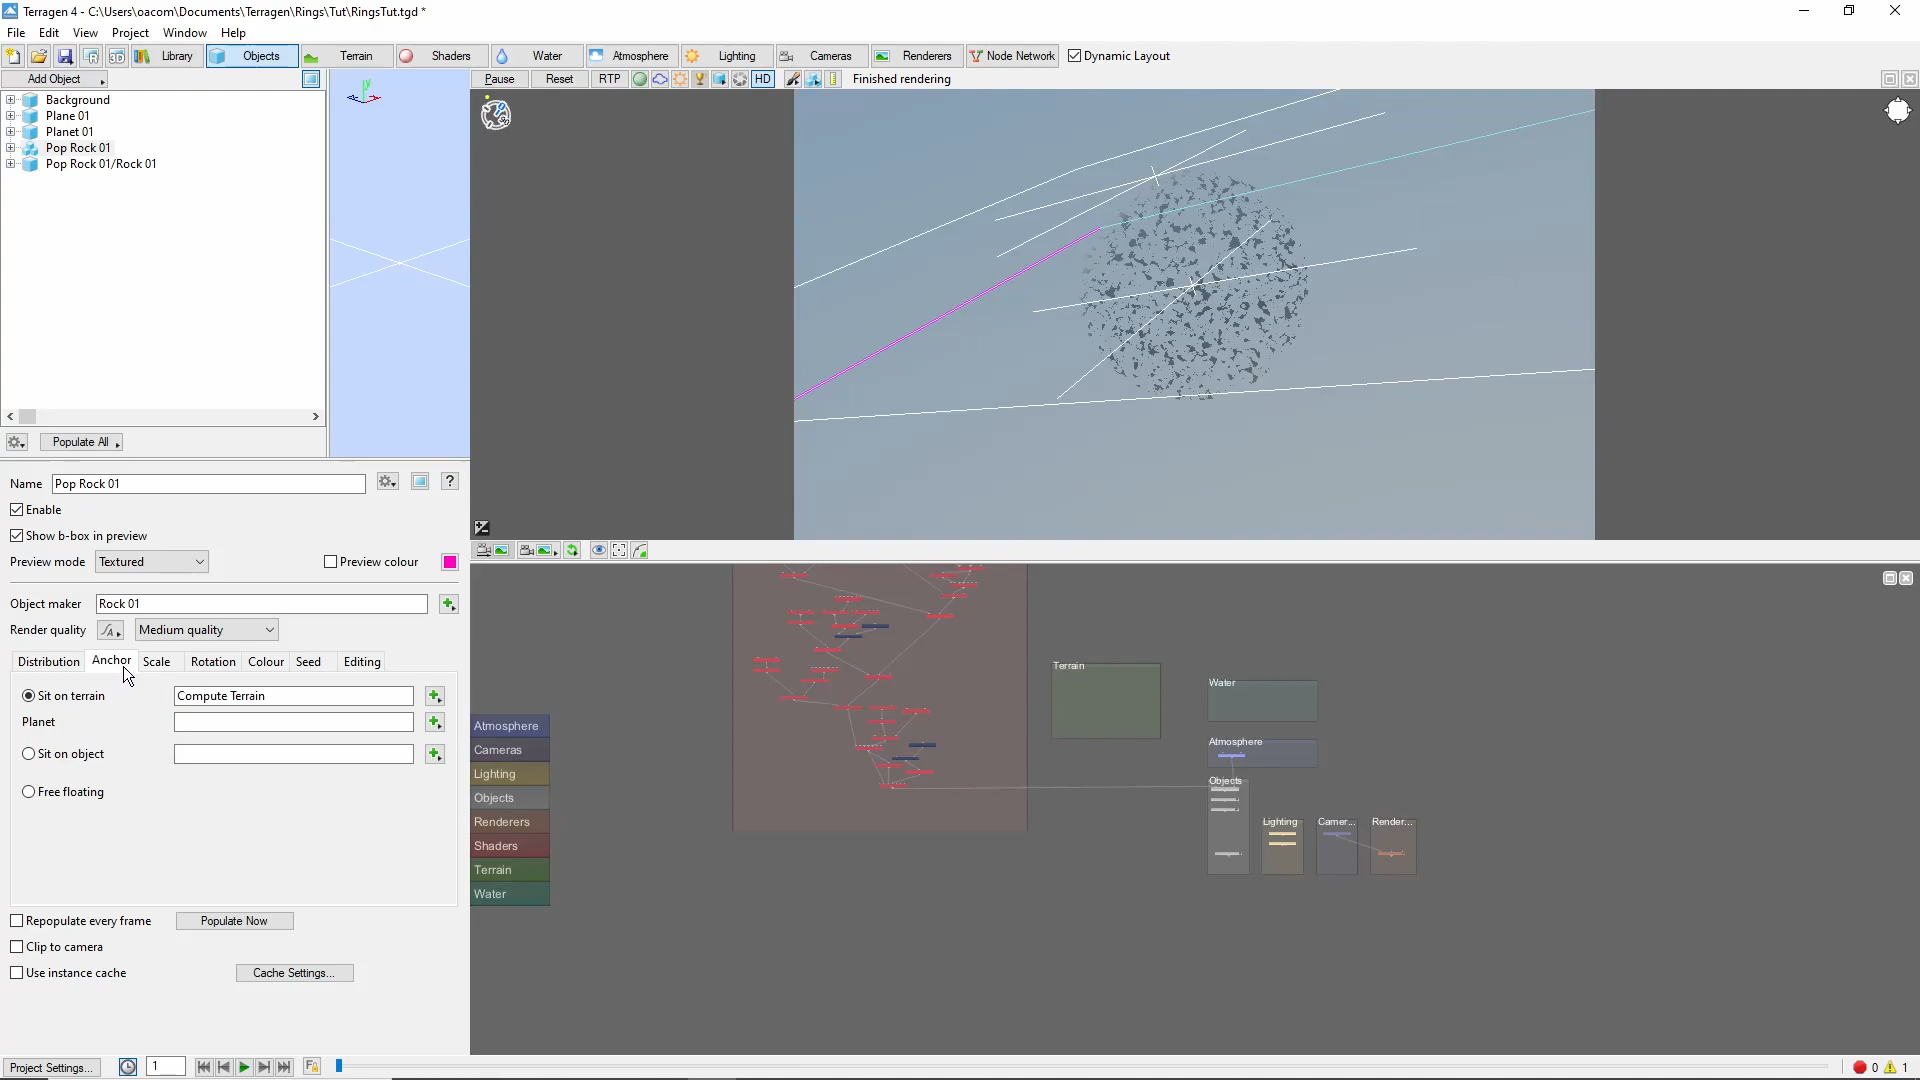 Terragen 4 - C:\Users\oacom\Documents\Terragen\Rings\Tut\RingsTut.tgd *
File Edit View Project Window Help
Library Objects Terrain Shaders Water Atmosphere Lighting Cameras Renderers Node Network Dynamic Layout
Add Object
Pause Reset RTP HD Finished rendering
Background
Plane 01
Planet 01
Pop Rock 01
Pop Rock 01/Rock 01
y
Populate All
Name Pop Rock 01 ?
Enable
Show b-box in preview
Preview mode Textured Preview colour
Object maker Rock 01
Render quality Medium quality
Distribution Anchor Scale Rotation Colour Seed Editing
Sit on terrain Compute Terrain
Planet
Sit on object
Free floating
Repopulate every frame Populate Now
Clip to camera
Use instance cache Cache Settings...
Atmosphere
Cameras
Lighting
Objects
Renderers
Shaders
Terrain
Water
Terrain
Water
Atmosphere
Objects
Lighting Camer... Render...
Project Settings... 1 0 1